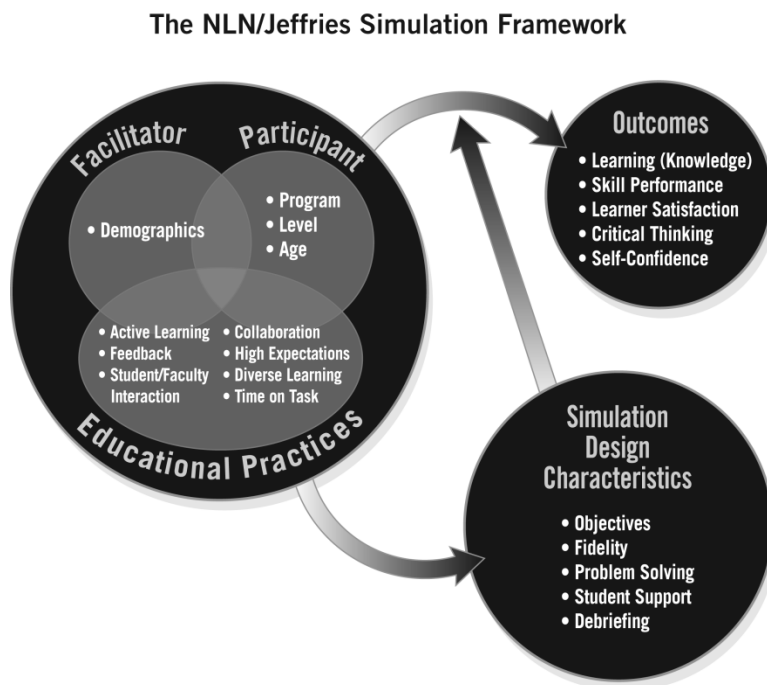 The NLN/Jeffries Simulation Framework
Facilitator
Participant
• Demographics
• Program
• Level
• Age
• Active Learning
• Feedback
• Student/Faculty
Interaction
• Collaboration
• High Expectations
• Diverse Learning
• Time on Task
Educational Practices
Outcomes
• Learning (Knowledge)
• Skill Performance
• Learner Satisfaction
• Critical Thinking
• Self-Confidence
Simulation
Design
Characteristics
• Objectives
• Fidelity
• Problem Solving
• Student Support
• Debriefing